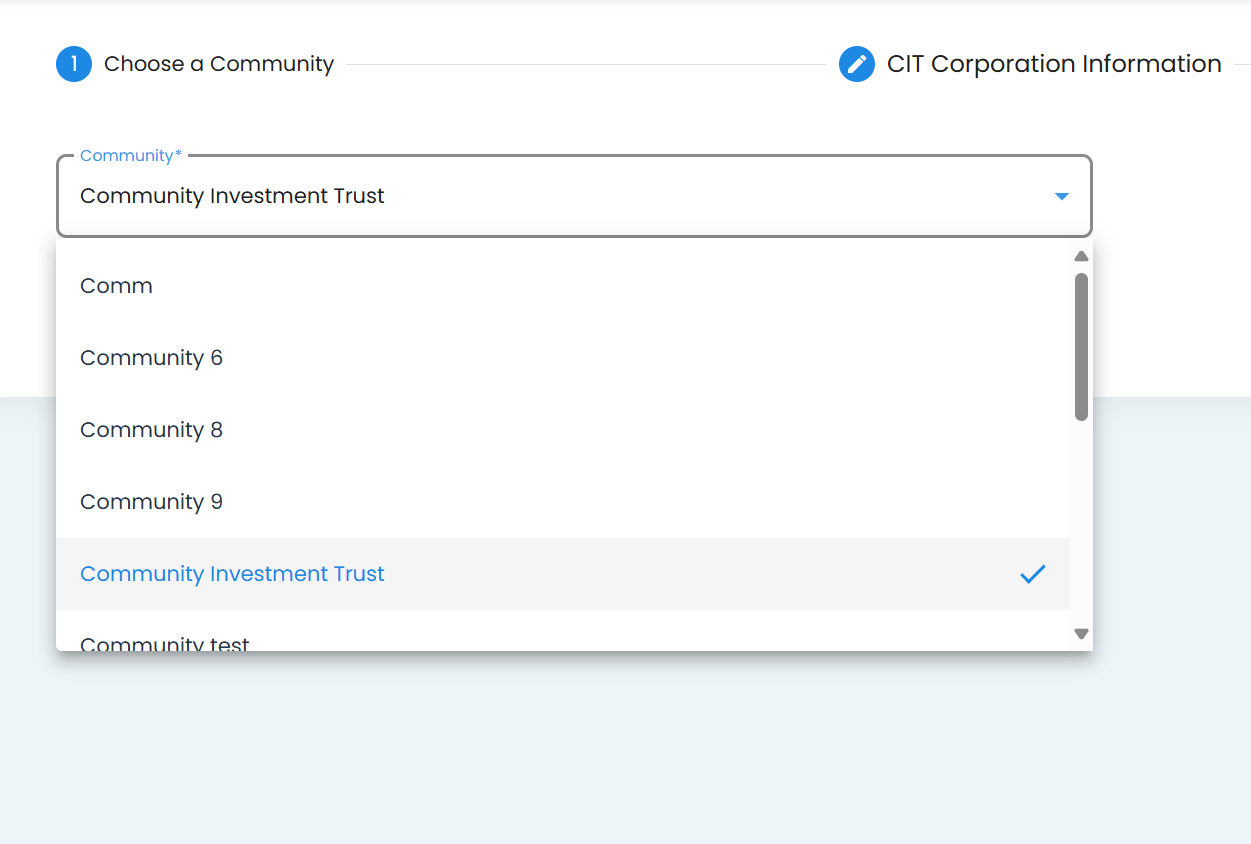 1 Choose a Community
CIT Corporation Information
Community*
Community Investment Trust
Comm
Community 6
Community 8
Community 9
Community Investment Trust
Community test